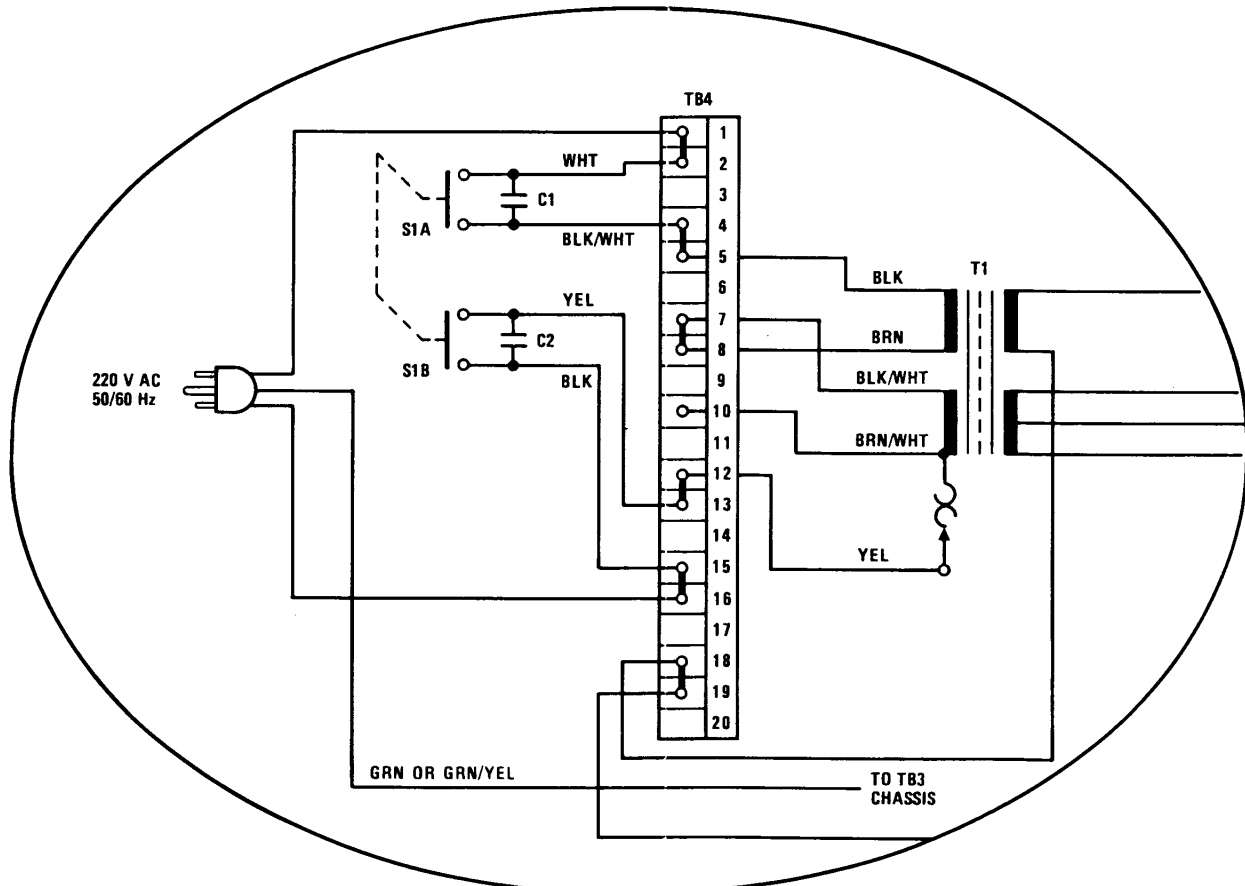 TB4
1
2
3
4
5
6
7
8
9
10
11
12
13
14
15
16
17
18
19
20
WHT
C1
S1A
BLK/WHT
YEL
C2
S1B
BLK
220 V AC
50/60 Hz
T1
BLK
BRN
BLK/WHT
BRN/WHT
YEL
GRN OR GRN/YEL
TO TB3
CHASSIS